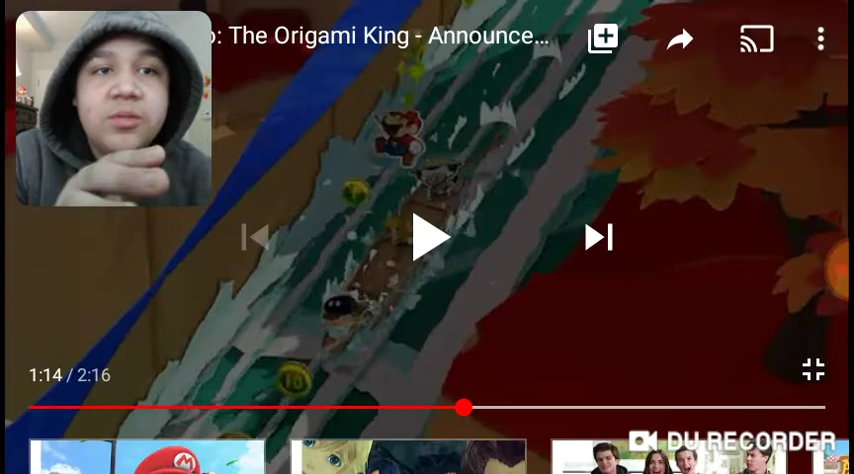 o: The Origami King - Announce...
10
1:14 / 2:16
M
DU RECORDER